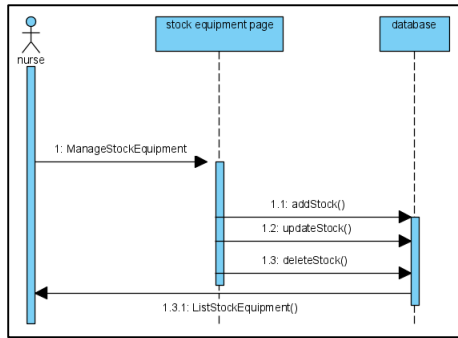 stock equipment page
database
nurse
1: ManageStockEquipment
1.1: addStock()
1.2: updateStock()
1.3: deleteStock()
1.3.1: ListStockEquipment()